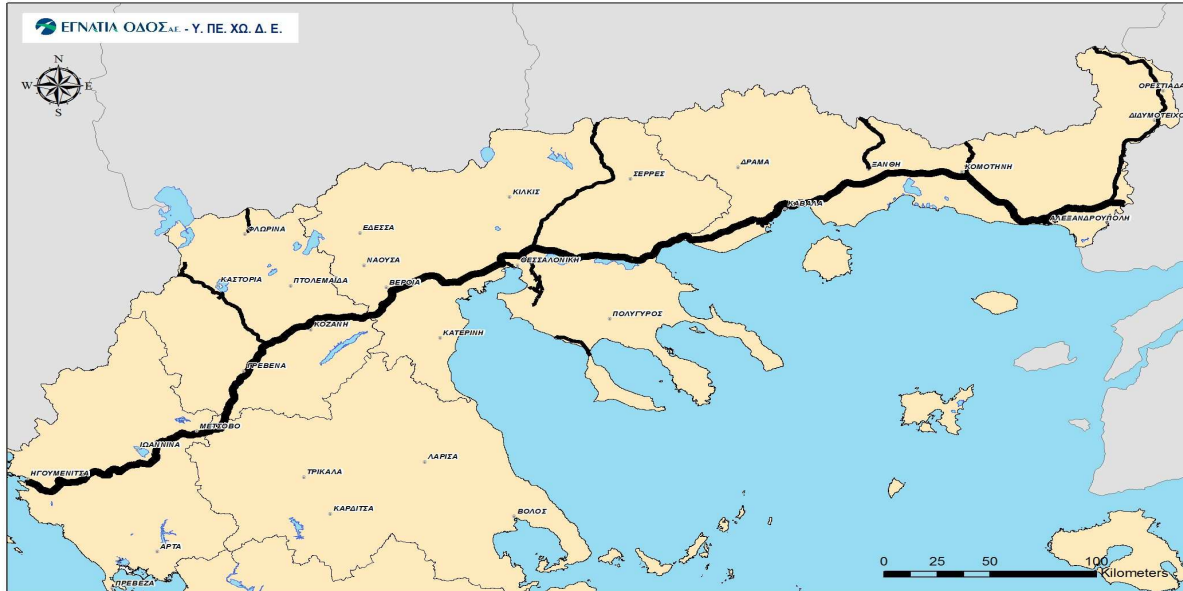 ΕΓΝΑΤΙΑ ΟΔΟΣ Α.Ε. - Υ. ΠΕ. ΧΩ. Δ. Ε.
N
W E
S
ΟΡΕΣΤΙΑΔΑ
ΔΙΔΥΜΟΤΕΙΧΟ
ΔΡΑΜΑ
ΞΑΝΘΗ
ΚΟΜΟΤΗΝΗ
ΣΕΡΡΕΣ
ΚΙΛΚΙΣ
ΚΑΒΑΛΑ
ΑΛΕΞΑΝΔΡΟΥΠΟΛΗ
ΦΛΩΡΙΝΑ
ΕΔΕΣΣΑ
ΘΕΣΣΑΛΟΝΙΚΗ
ΝΑΟΥΣΑ
ΚΑΣΤΟΡΙΑ
ΠΤΟΛΕΜΑΪΔΑ
ΒΕΡΟΙΑ
ΠΟΛΥΓΥΡΟΣ
ΚΟΖΑΝΗ
ΚΑΤΕΡΙΝΗ
ΓΡΕΒΕΝΑ
ΜΕΤΣΟΒΟ
ΙΩΑΝΝΙΝΑ
ΛΑΡΙΣΑ
ΗΓΟΥΜΕΝΙΤΣΑ
ΤΡΙΚΑΛΑ
ΚΑΡΔΙΤΣΑ
ΒΟΛΟΣ
ΑΡΤΑ
ΠΡΕΒΕΖΑ
0 25 50 100
Kilometers